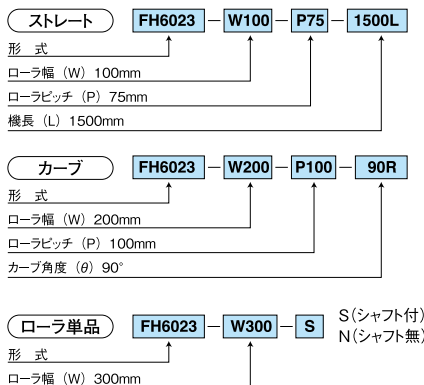 ストレート FH6023 － W100 － P75 － 1500L
形　式
ローラ幅（W）100mm
ローラピッチ（P）75mm
機長（L）1500mm
カーブ FH6023 － W200 － P100 － 90R
形　式
ローラ幅（W）200mm
ローラピッチ（P）100mm
カーブ角度（θ）90°
ローラ単品 FH6023 － W300 － S S（シャフト付）
N（シャフト無）
形　式
ローラ幅（W）300mm